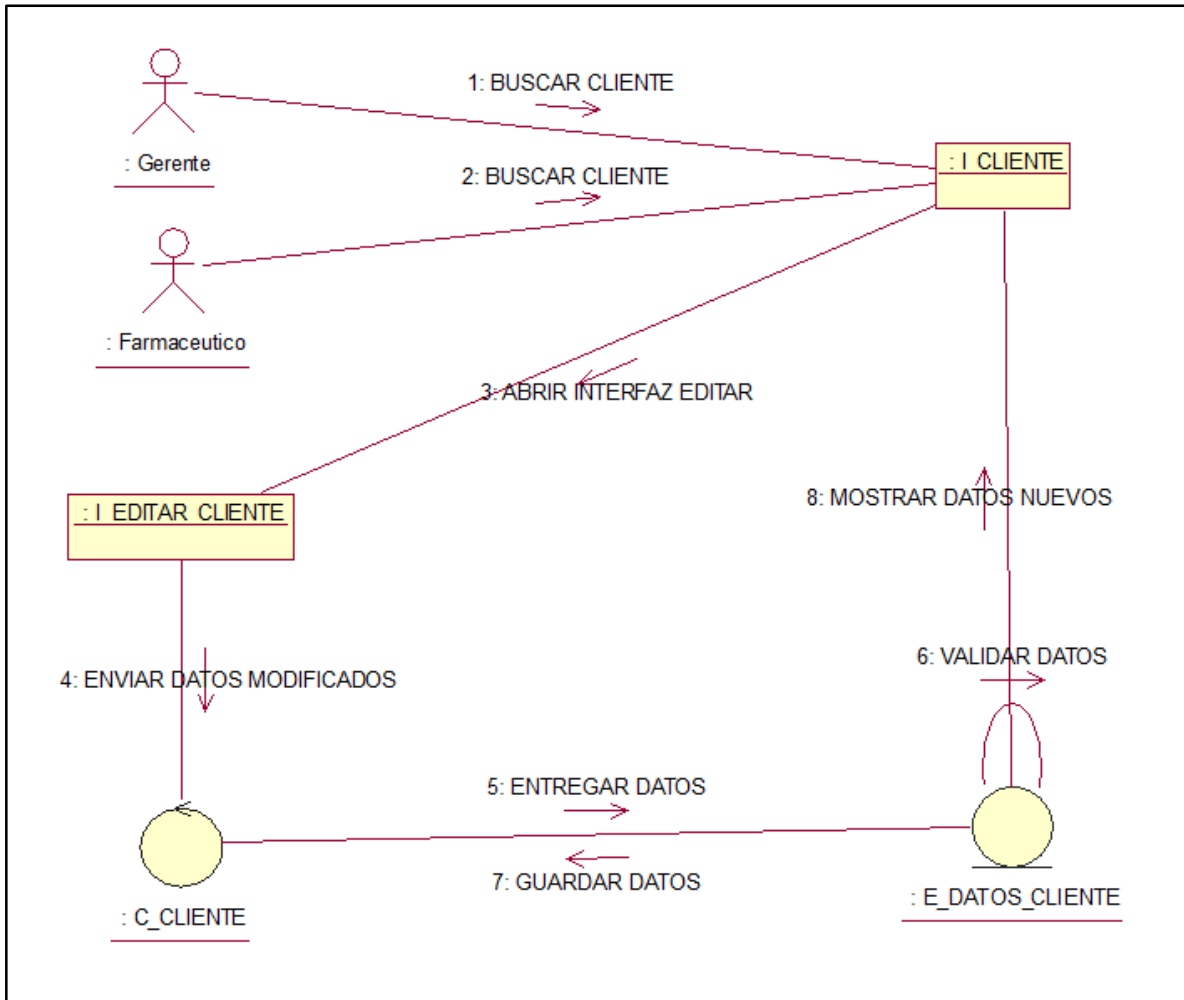 1: BUSCAR CLIENTE
: Gerente
: I_CLIENTE
2: BUSCAR CLIENTE
: Farmaceutico
3: ABRIR INTERFAZ EDITAR
: I_EDITAR_CLIENTE
8: MOSTRAR DATOS NUEVOS
6: VALIDAR DATOS
4: ENVIAR DATOS MODIFICADOS
5: ENTREGAR DATOS
7: GUARDAR DATOS
: E_DATOS_CLIENTE
: C_CLIENTE